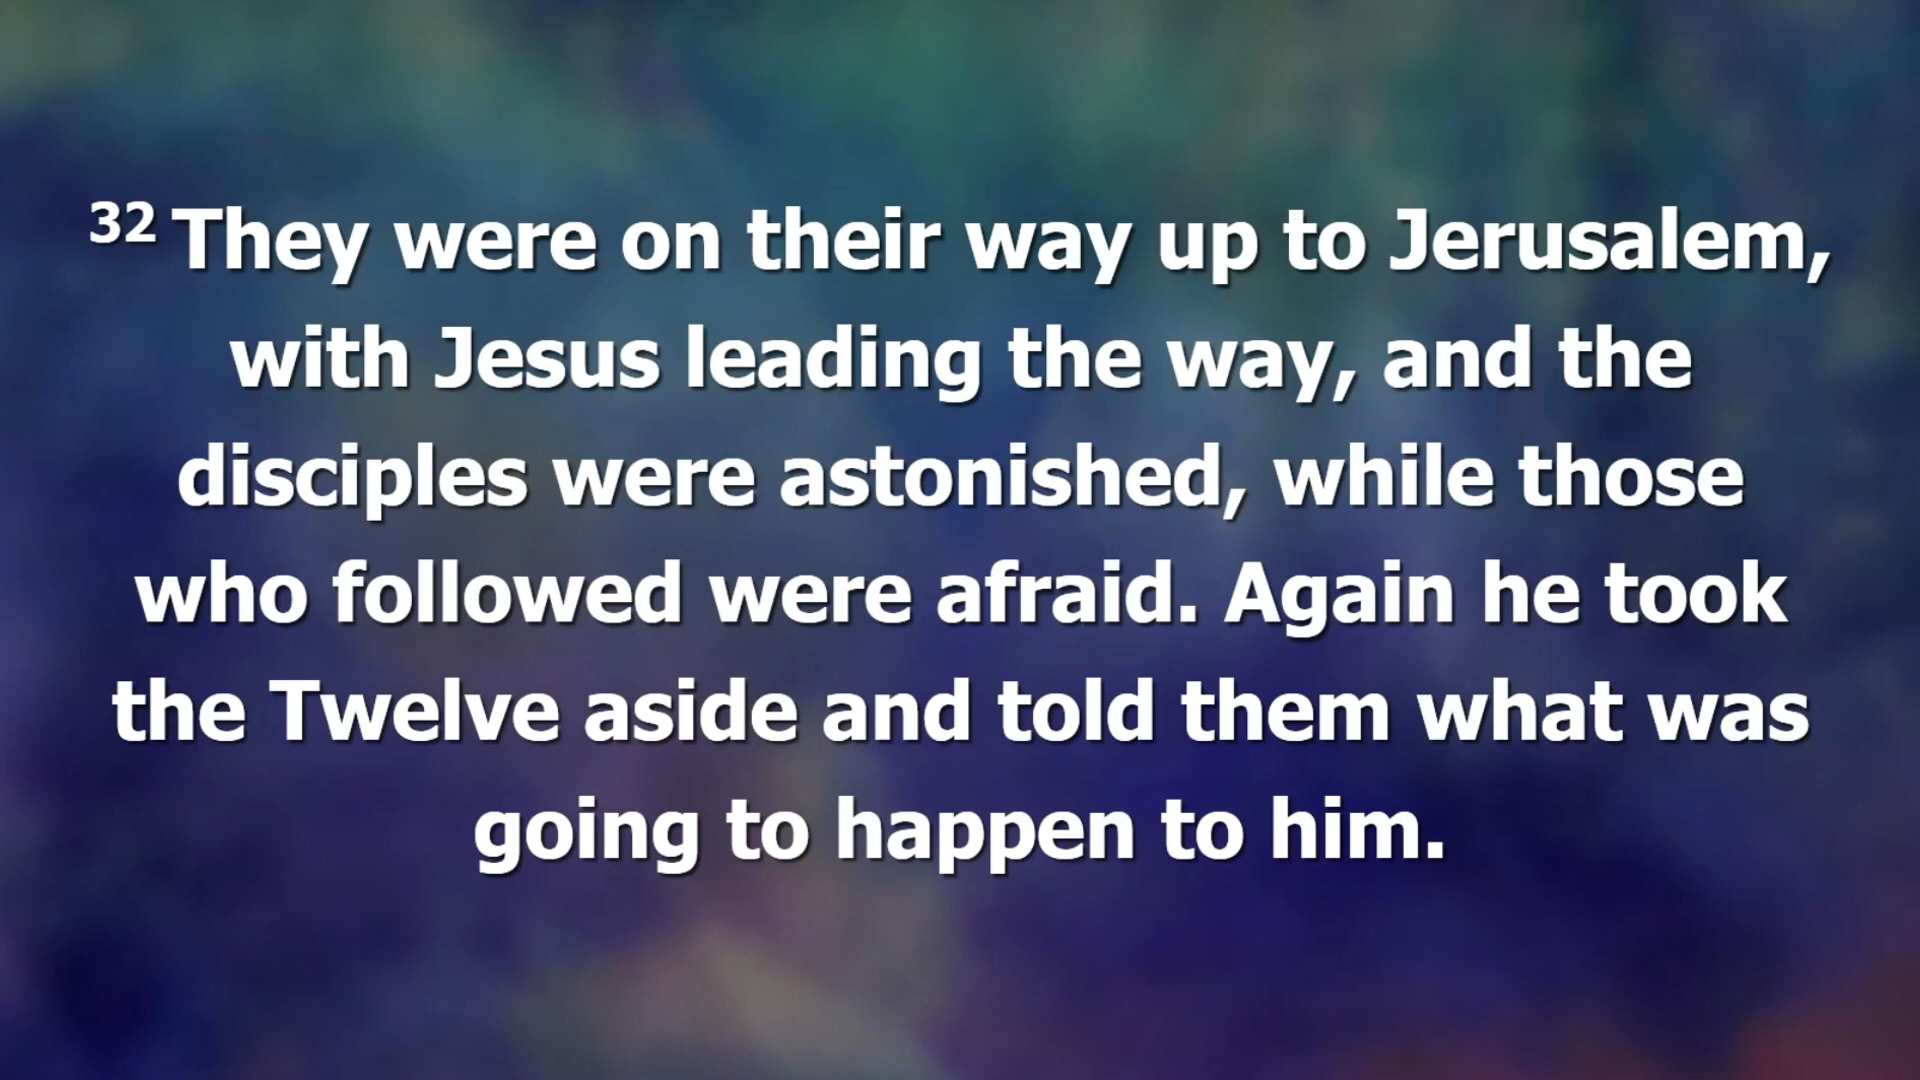 32 They were on their way up to Jerusalem,
with Jesus leading the way, and the
disciples were astonished, while those
who followed were afraid. Again he took
the Twelve aside and told them what was
going to happen to him.